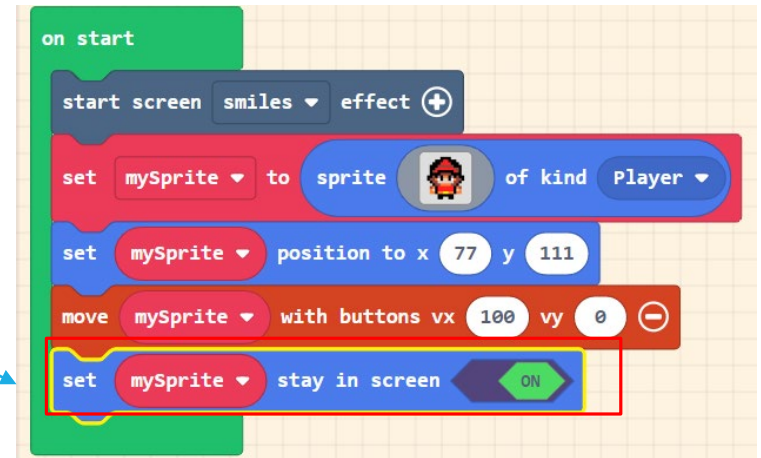 on start
start screen smiles effect
set mySprite to sprite of kind Player
set mySprite position to x 77 y 111
move mySprite with buttons vx 100 vy 0
set mySprite stay in screen ON